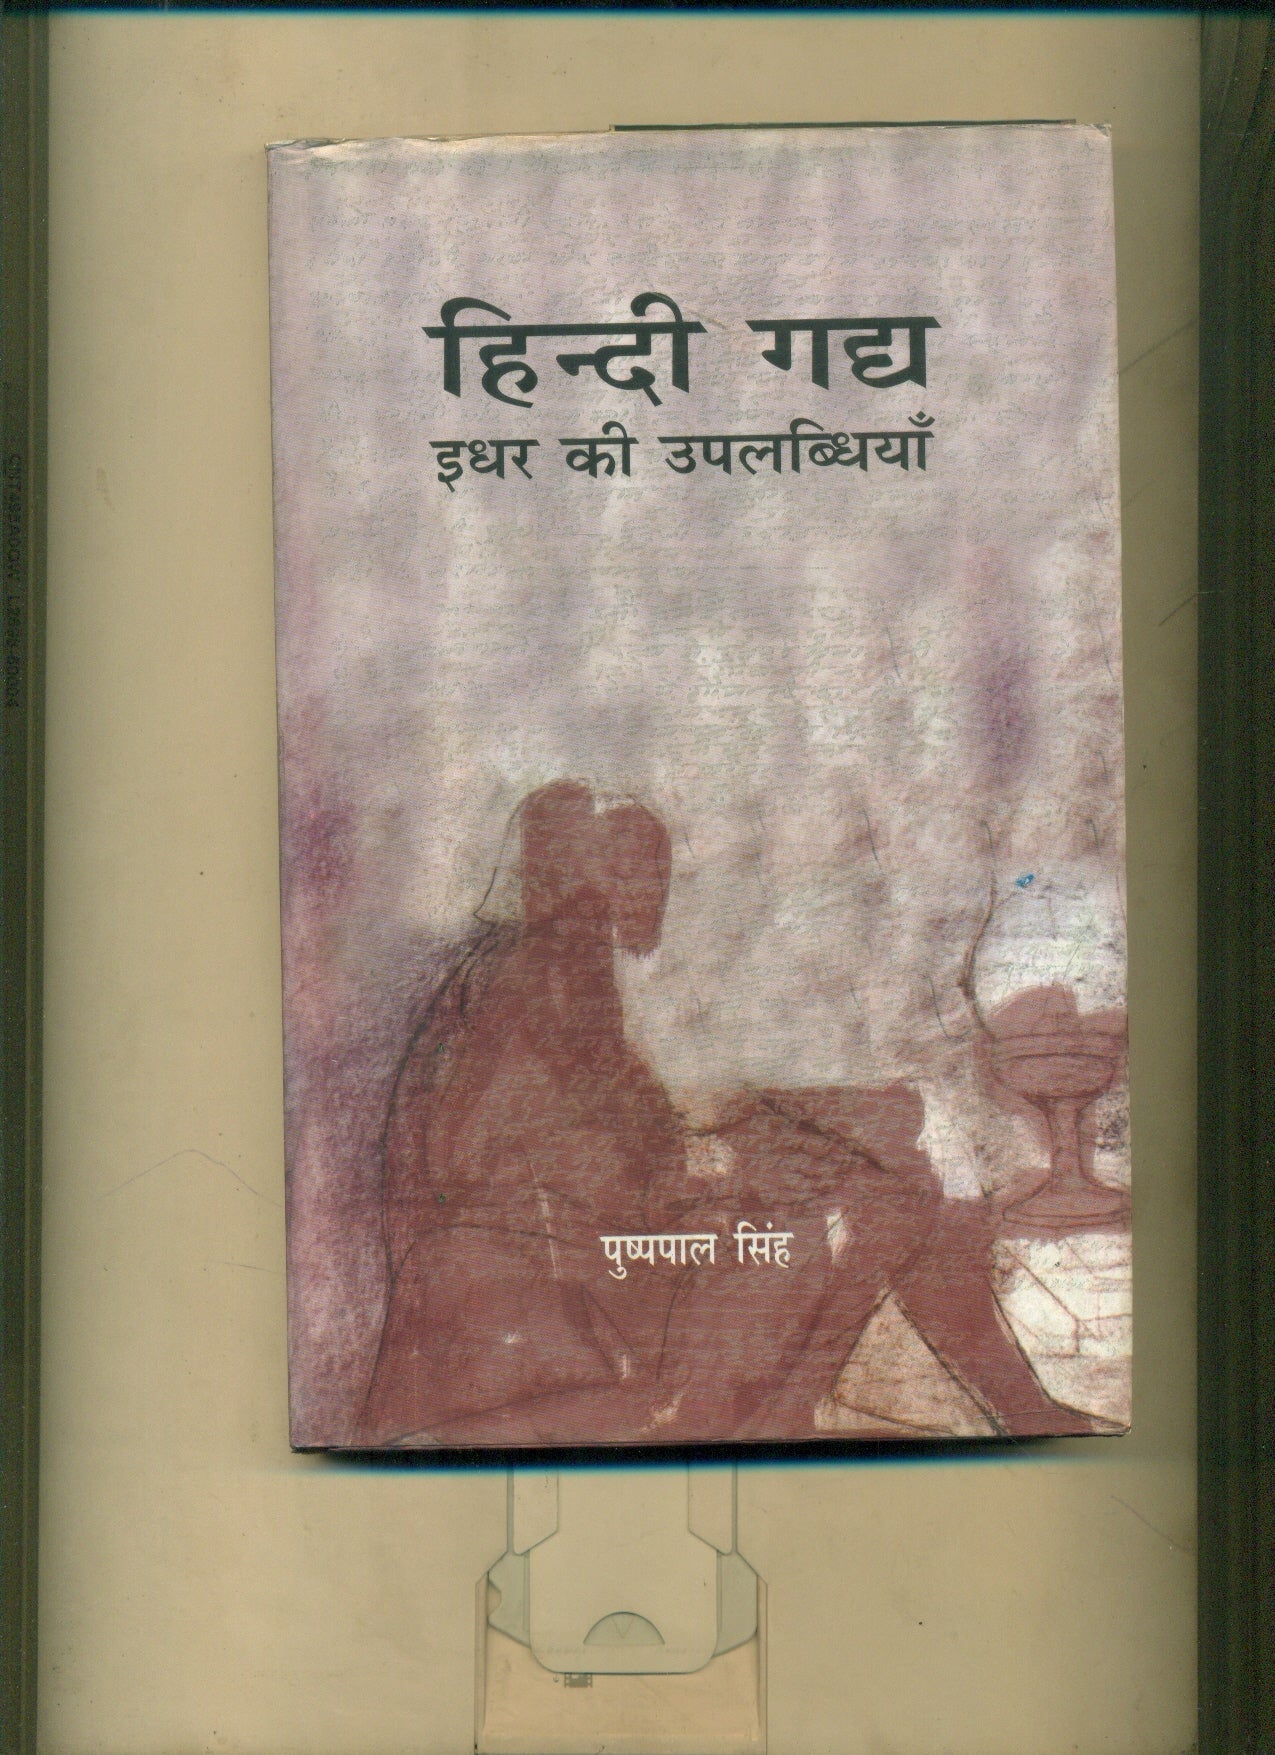 हिन्दी गद्य
इधर की उपलब्धियाँ
पुष्पपाल सिंह